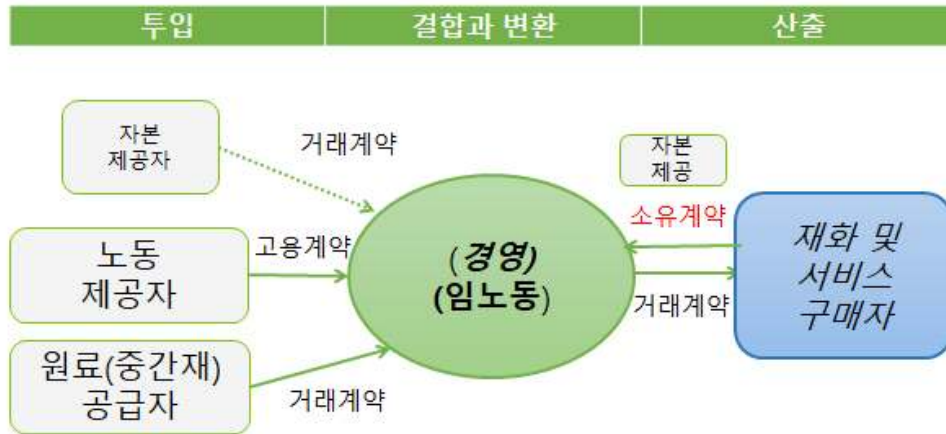 투입
결합과 변환
산출
자본
제공자
거래계약
자본
제공
소유계약
노동
제공자
고용계약
(경영)
(임노동)
재화 및
서비스
구매자
거래계약
원료(중간재)
공급자
거래계약